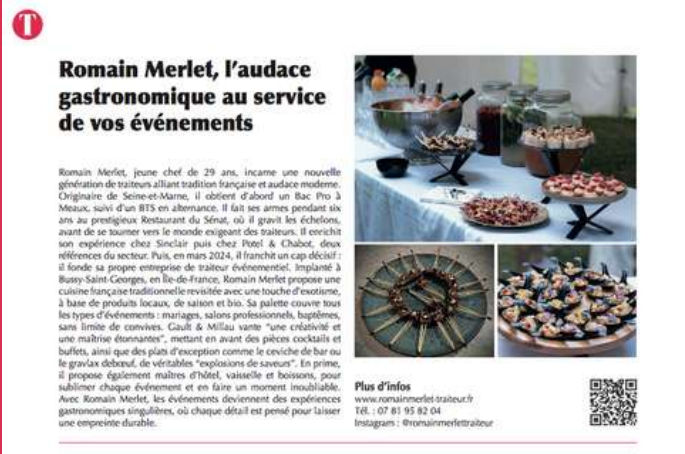 T
Romain Merlet, l'audace
gastronomique au service
de vos événements
Romain Merlet, jeune chef de 29 ans, incarne une nouvelle
génération de traiteurs alliant tradition française et audace moderne.
Originaire de Seine-et-Marne, il obtient d'abord un Bac Pro à
Meaux, suivi d'un BTS en alternance. Il fait ses armes pendant six
ans au prestigieux Restaurant du Sénat, où il gravit les échelons,
avant de se tourner vers le monde exigeant des traiteurs. Il enrichit
son expérience chez Sinclair puis chez Potel & Chabot, deux
références du secteur. Puis, en mars 2024, il franchit un cap décisif :
il fonde sa propre entreprise de traiteur événementiel. Implanté à
Bussy-Saint-Georges, en Île-de-France, Romain Merlet propose une
cuisine française traditionnelle revisitée avec une touche d'exotisme,
à base de produits locaux, de saison et bio. Sa palette couvre tous
les types d'événements : mariages, salons professionnels, baptêmes,
sans limite de convives. Gault & Millau vante "une créativité et
une maîtrise étonnantes", mettant en avant des pièces cocktails et
buffets, ainsi que des plats d'exception comme le ceviche de bar ou
le gravlax debœuf, de véritables "explosions de saveurs". En prime,
il propose également maîtres d'hôtel, vaisselle et boissons, pour
sublimer chaque événement et en faire un moment inoubliable.
Avec Romain Merlet, les événements deviennent des expériences
gastronomiques singulières, où chaque détail est pensé pour laisser
une empreinte durable.
Plus d'infos
www.romainmerlet-traiteur.fr
Tél. : 07 81 95 82 04
Instagram : @romainmerlettraiteur